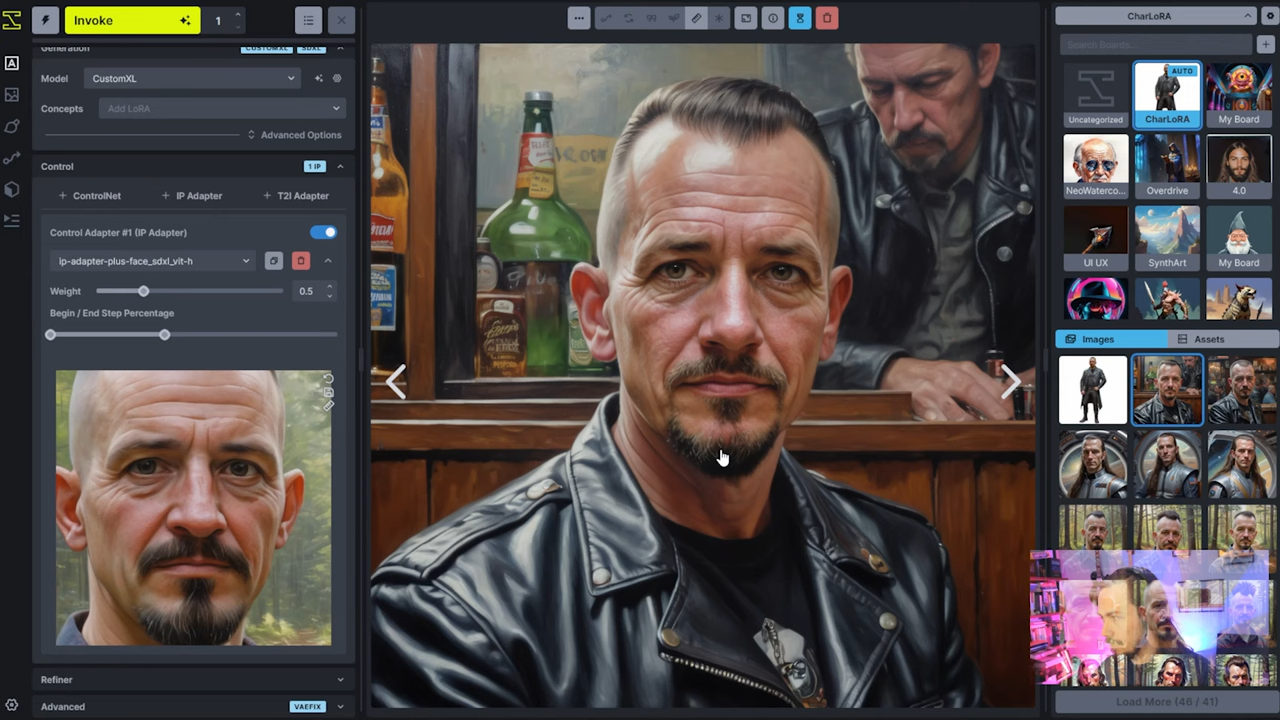 Invoke
1
Generation
CUSTOMXL
SDXL
Model
CustomXL
Concepts
Add LoRA
Advanced Options
Control
1 IP
+ ControlNet
+ IP Adapter
+ T2I Adapter
Control Adapter #1 (IP Adapter)
ip-adapter-plus-face_sdxl_vit-h
Weight
0.5
Begin / End Step Percentage
Refiner
Advanced
VAEFIX
CharLoRA
Search Boards...
AUTO
Uncategorized
CharLoRA
My Board
NeoWaterco...
Overdrive
4.0
UI UX
SynthArt
My Board
Images
Assets
Load More (46 / 41)